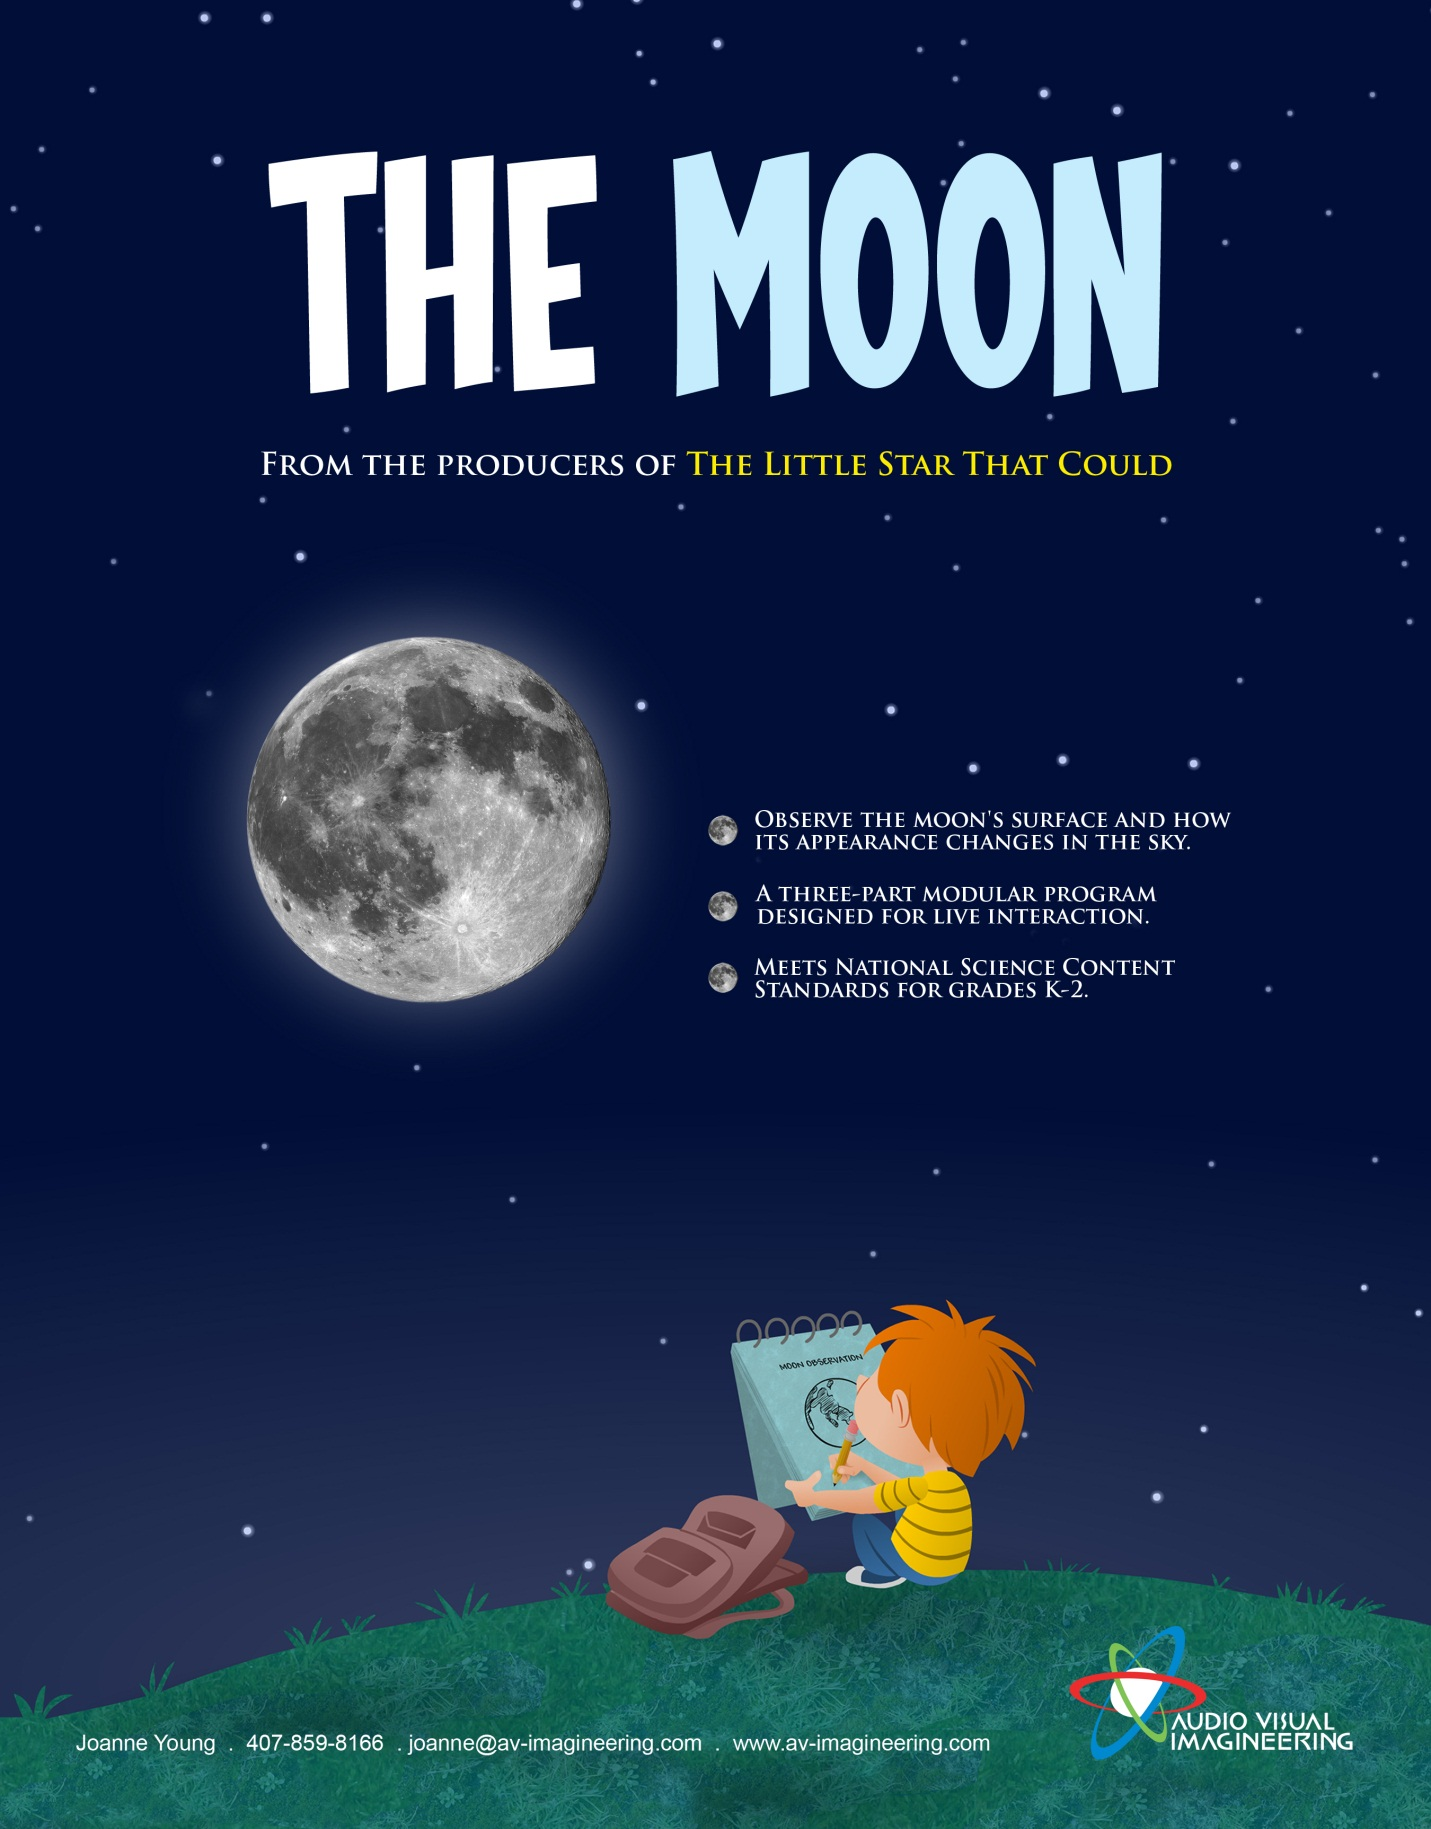 THE MOON
FROM THE PRODUCERS OF THE LITTLE STAR THAT COULD
OBSERVE THE MOON'S SURFACE AND HOW
ITS APPEARANCE CHANGES IN THE SKY.
A THREE-PART MODULAR PROGRAM
DESIGNED FOR LIVE INTERACTION.
MEETS NATIONAL SCIENCE CONTENT
STANDARDS FOR GRADES K-2.
MOON OBSERVATION
AUDIO VISUAL
IMAGINEERING
Joanne Young . 407-859-8166 . joanne@av-imagineering.com . www.av-imagineering.com